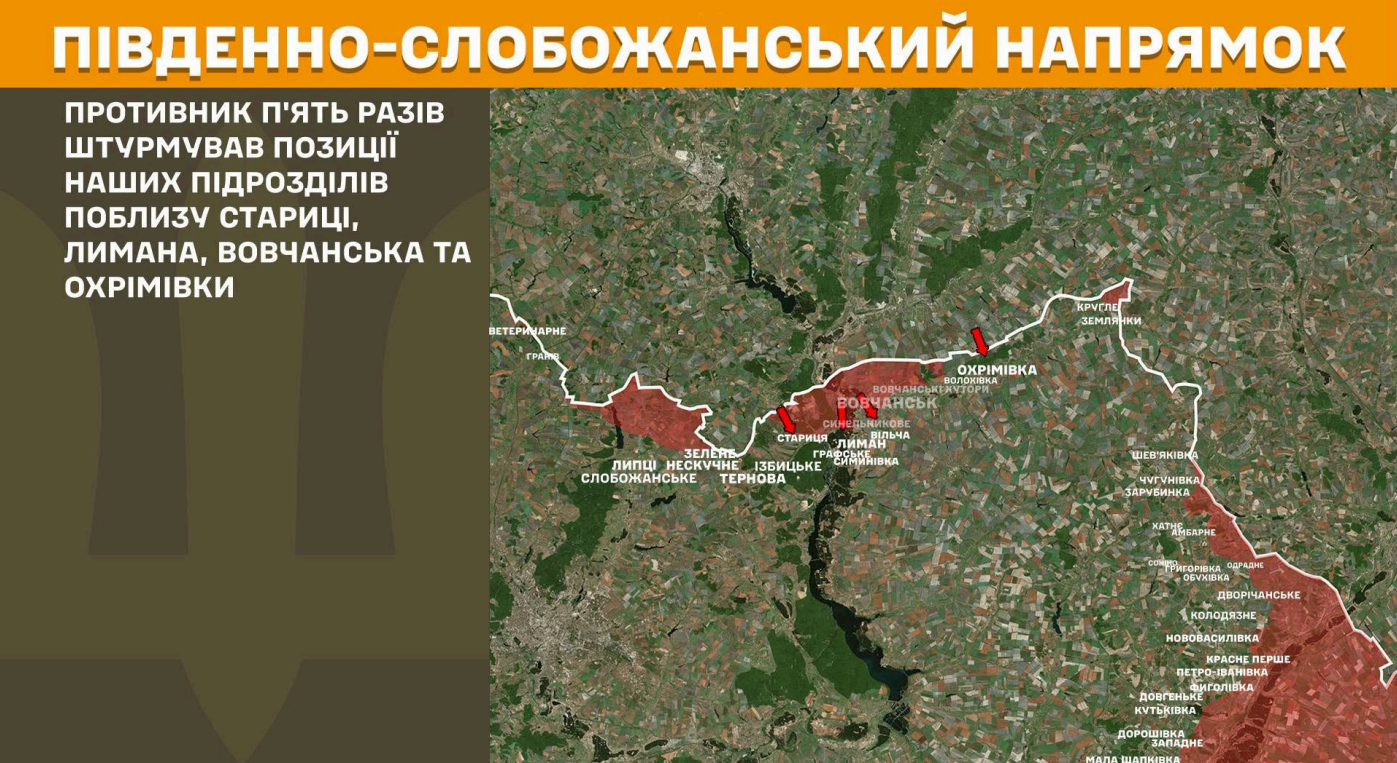 ПІВДЕННО-СЛОБОЖАНСЬКИЙ НАПРЯМОК
ПРОТИВНИК П'ЯТЬ РАЗІВ
ШТУРМУВАВ ПОЗИЦІЇ
НАШИХ ПІДРОЗДІЛІВ
ПОБЛИЗУ СТАРИЦІ,
ЛИМАНА, ВОВЧАНСЬКА ТА
ОХРІМІВКИ
КРУГЛЕ
ЗЕМЛЯНКИ
ВЕТЕРИНАРНЕ
ГРАНІВ
ОХРІМІВКА
ВОЛОХІВКА
ВОВЧАНСЬКІ ХУТОРИ
ВОВЧАНСЬК
СИНЕЛЬНИКОВЕ
ВІЛЬЧА
СТАРИЦЯ
ЛИМАН
ГРАФСЬКЕ
СИМИНІВКА
ЗЕЛЕНЕ
ЛИПЦІ НЕСКУЧНЕ ІЗБИЦЬКЕ
СЛОБОЖАНСЬКЕ ТЕРНОВА
ШЕВ'ЯКІВКА
ЧУГУНІВКА
ЗАРУБИНКА
ХАТНЄ
АМБАРНЕ
ОДРАДНЕ
ГРИГОРІВКА
ОБУХІВКА
ДВОРІЧАНСЬКЕ
КОЛОДЯЗНЕ
НОВОВАСИЛІВКА
КРАСНЕ ПЕРШЕ
ПЕТРО-ІВАНІВКА
ФИГОЛІВКА
ДОВГЕНЬКЕ
КУТЬКІВКА
ДОРОШІВКА
ЗАПАДНЕ
МАЛА ШАПКІВКА